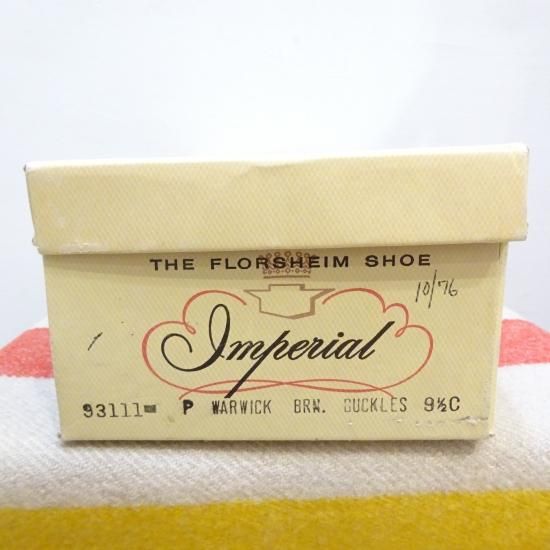 THE FLORSHEIM SHOE
10/76
Imperial
93111 P WARWICK BRN. BUCKLES 9½C